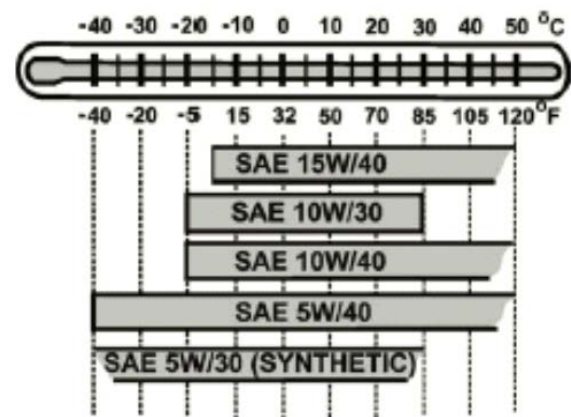 -40 -30 -20 -10 0 10 20 30 40 50 °C
-40 -20 -5 15 32 50 70 85 105 120 °F
SAE 15W/40
SAE 10W/30
SAE 10W/40
SAE 5W/40
SAE 5W/30 (SYNTHETIC)